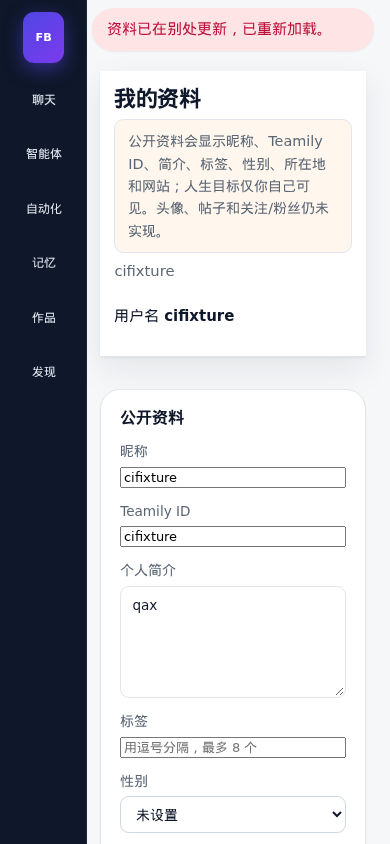 FB
聊天
智能体
自动化
记忆
作品
发现
资料已在别处更新，已重新加载。
我的资料
公开资料会显示昵称、Teamily
ID、简介、标签、性别、所在地
和网站；人生目标仅你自己可
见。头像、帖子和关注/粉丝仍未
实现。
cifixture
用户名 cifixture
公开资料
昵称
cifixture
Teamily ID
cifixture
个人简介
qax
标签
用逗号分隔，最多 8 个
性别
未设置